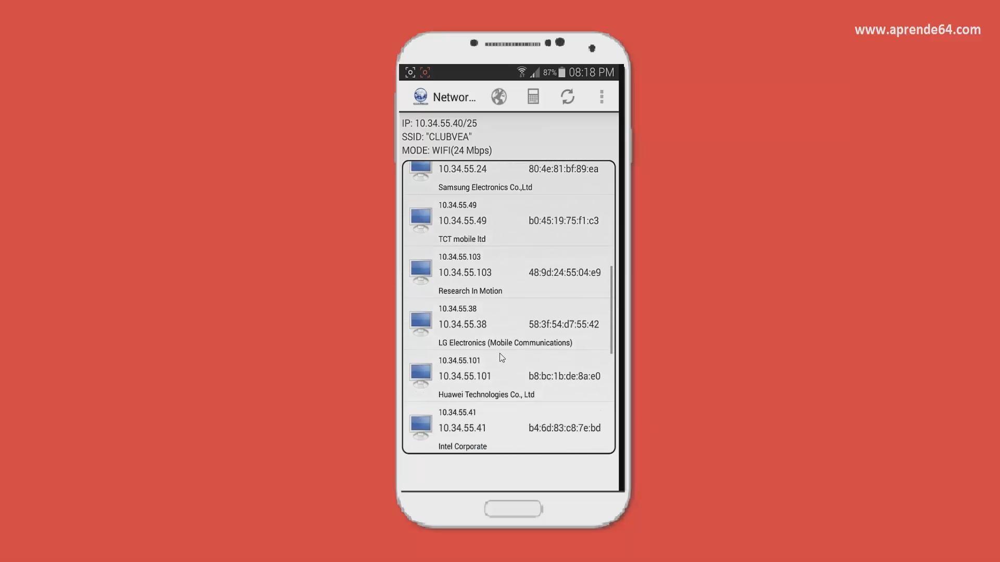 www.aprende64.com
87% 08:18 PM
Networ...
IP: 10.34.55.40/25
SSID: "CLUBVEA"
MODE: WIFI(24 Mbps)
10.34.55.24 80:4e:81:bf:89:ea
Samsung Electronics Co.,Ltd
10.34.55.49
10.34.55.49 b0:45:19:75:f1:c3
TCT mobile ltd
10.34.55.103
10.34.55.103 48:9d:24:55:04:e9
Research In Motion
10.34.55.38
10.34.55.38 58:3f:54:d7:55:42
LG Electronics (Mobile Communications)
10.34.55.101
10.34.55.101 b8:bc:1b:de:8a:e0
Huawei Technologies Co., Ltd
10.34.55.41
10.34.55.41 b4:6d:83:c8:7e:bd
Intel Corporate